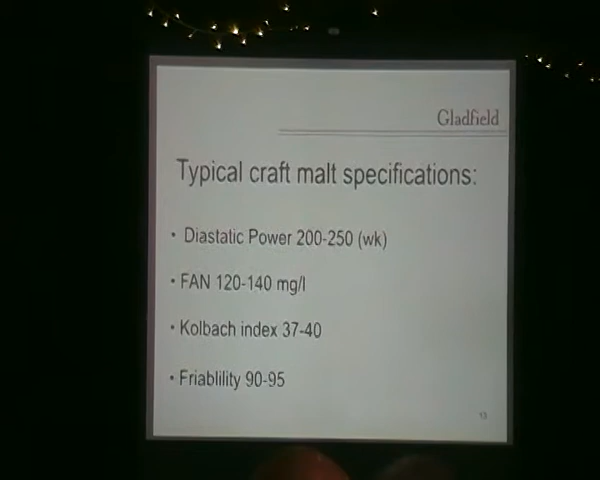 Gladfield
Typical craft malt specifications:
• Diastatic Power 200-250 (wk)
• FAN 120-140 mg/l
• Kolbach index 37-40
• Friablility 90-95
13